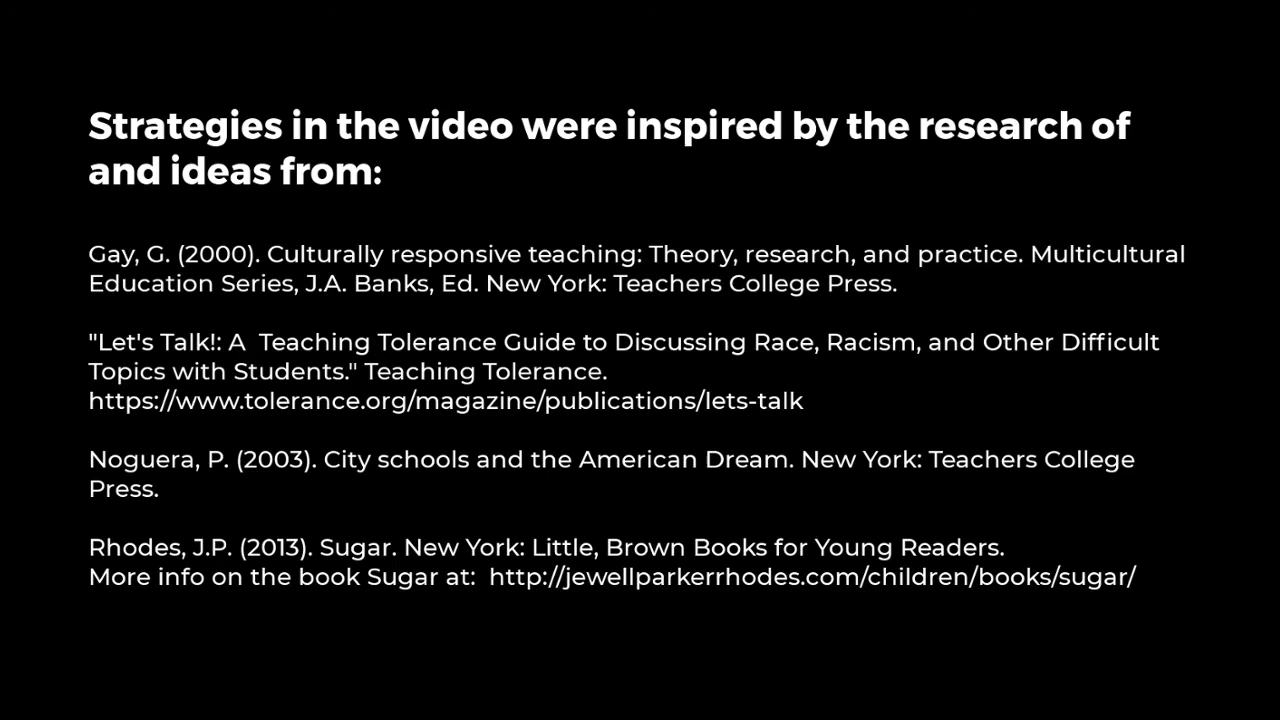 Strategies in the video were inspired by the research of
and ideas from:
Gay, G. (2000). Culturally responsive teaching: Theory, research, and practice. Multicultural
Education Series, J.A. Banks, Ed. New York: Teachers College Press.
"Let's Talk!: A  Teaching Tolerance Guide to Discussing Race, Racism, and Other Difficult
Topics with Students." Teaching Tolerance.
https://www.tolerance.org/magazine/publications/lets-talk
Noguera, P. (2003). City schools and the American Dream. New York: Teachers College
Press.
Rhodes, J.P. (2013). Sugar. New York: Little, Brown Books for Young Readers.
More info on the book Sugar at:  http://jewellparkerrhodes.com/children/books/sugar/